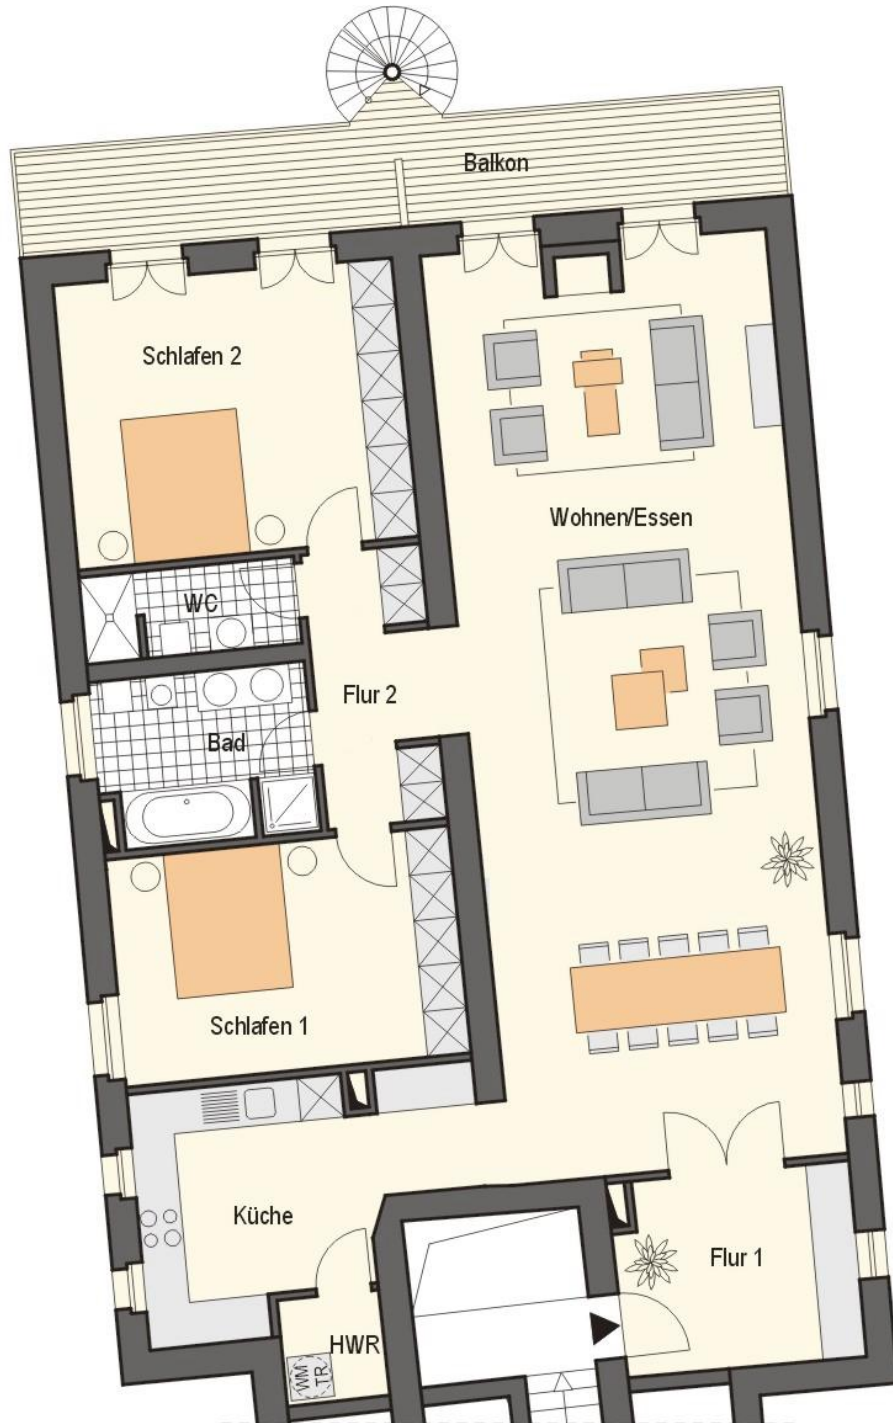 Balkon
Schlafen 2
Wohnen/Essen
WC
Flur 2
Bad
Schlafen 1
Küche
Flur 1
HWR
WM
TR